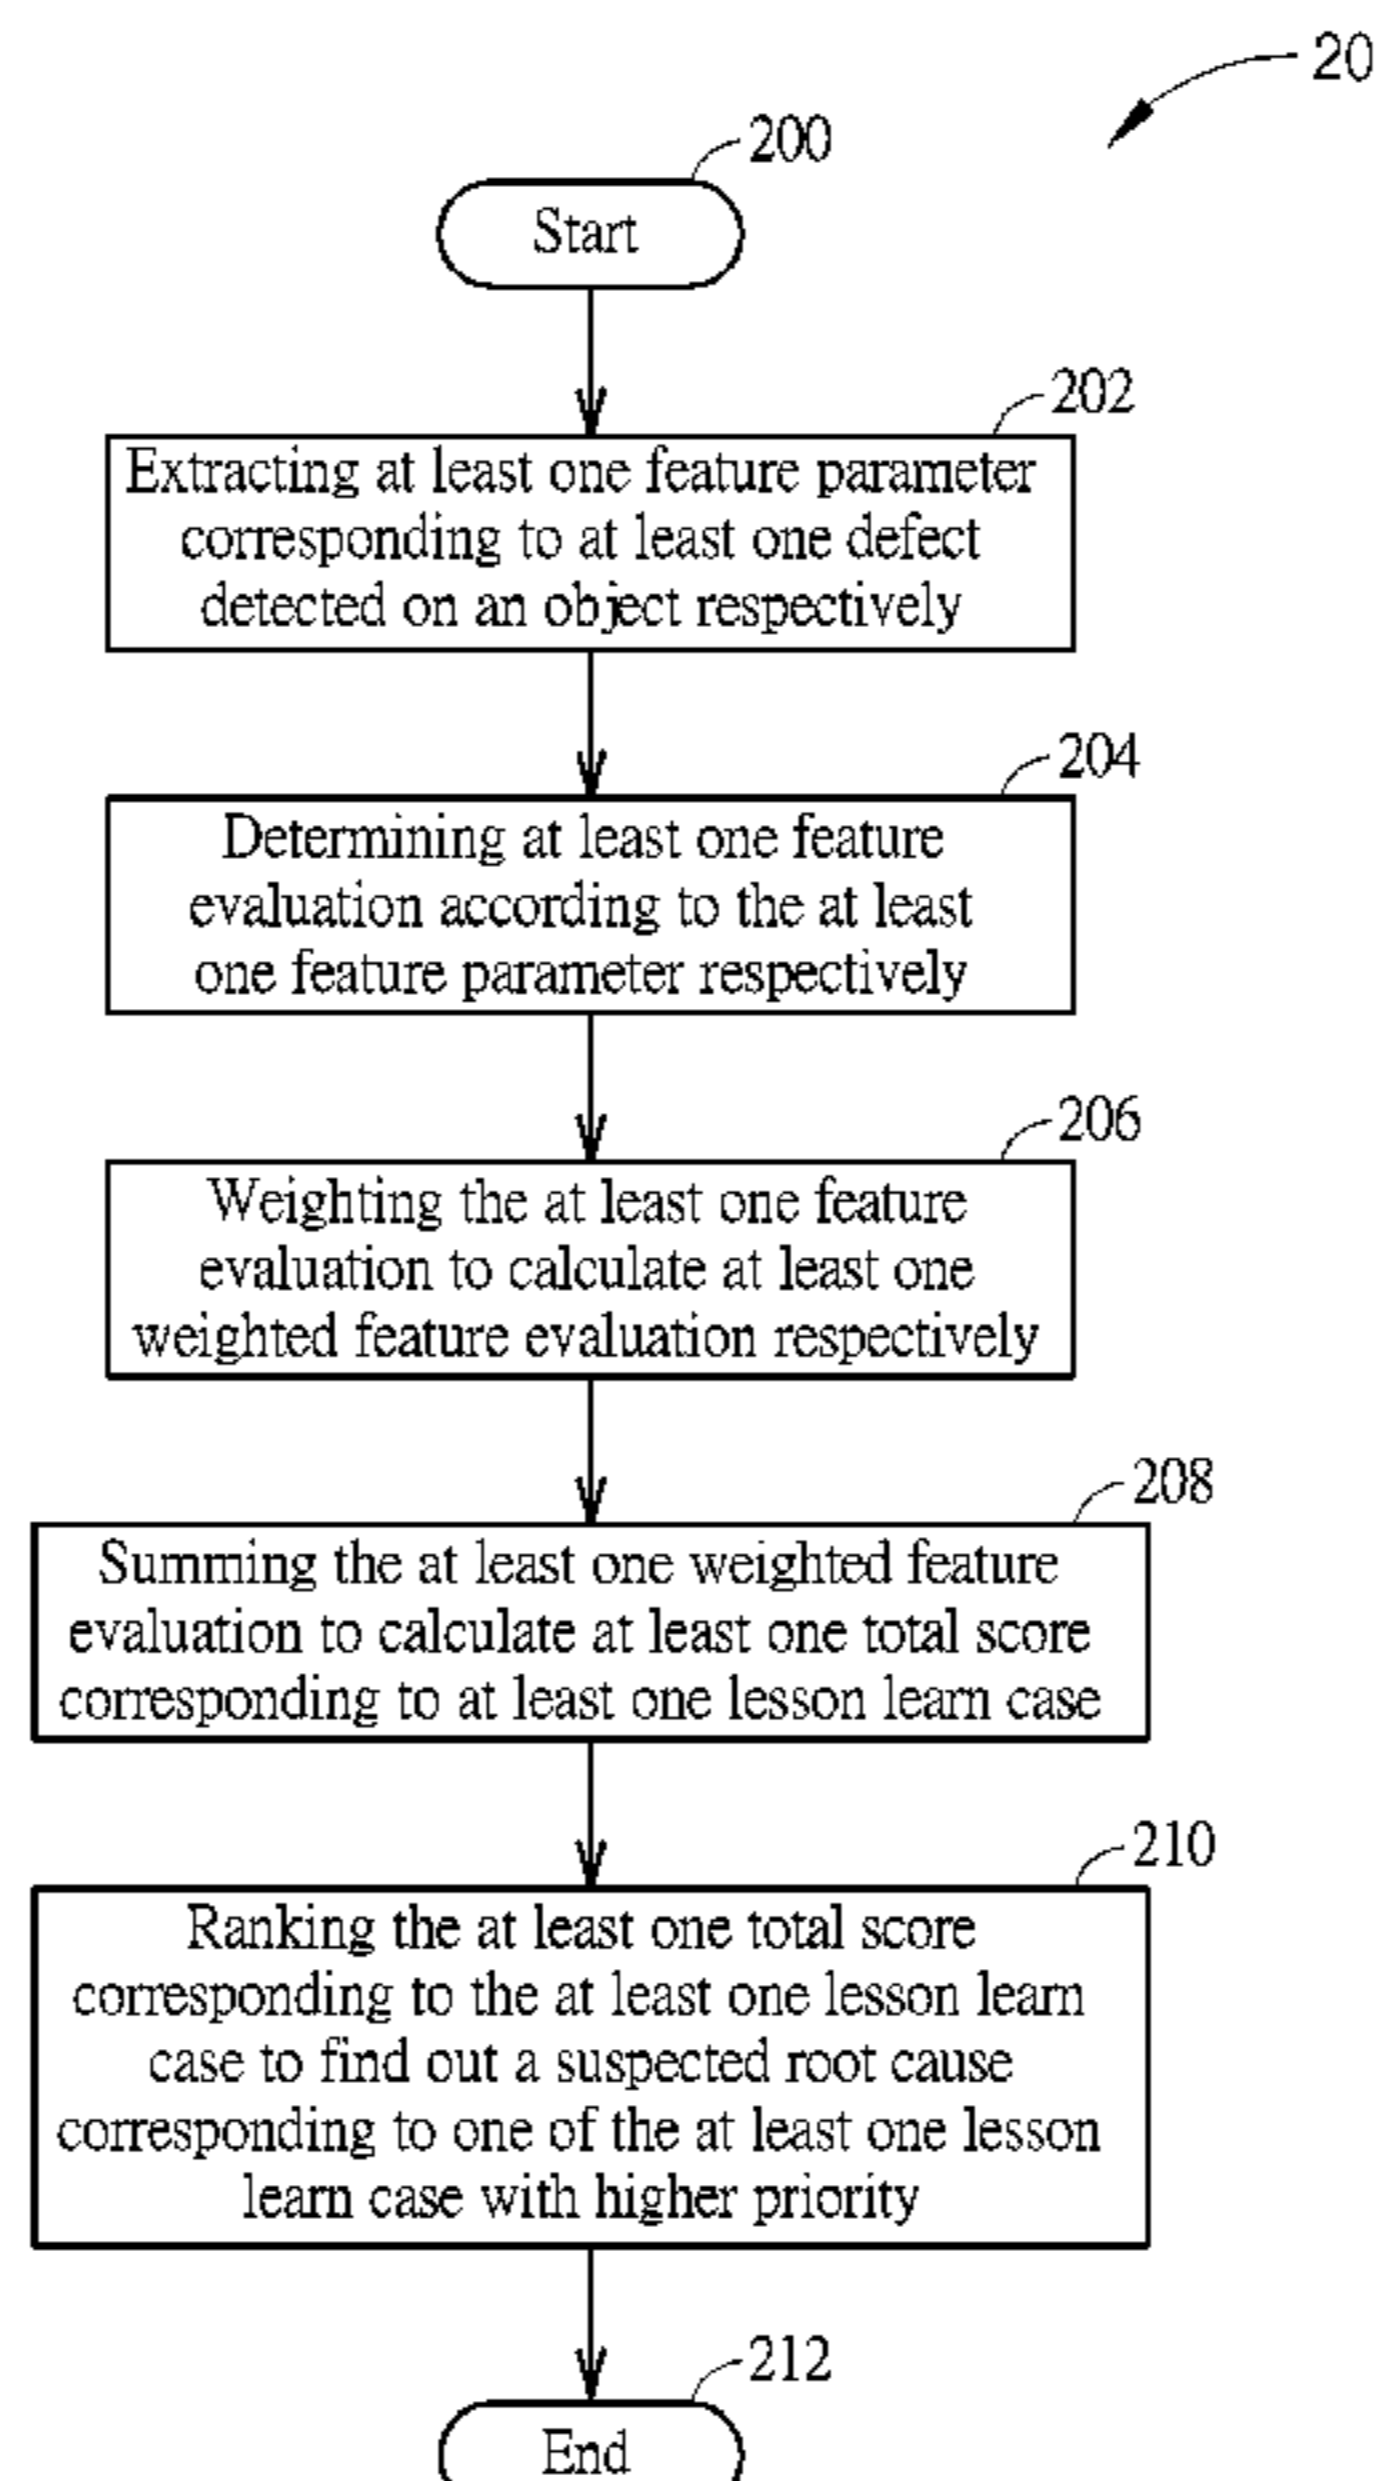 20
200
Start
202
Extracting at least one feature parameter
corresponding to at least one defect
detected on an object respectively
204
Determining at least one feature
evaluation according to the at least
one feature parameter respectively
206
Weighting the at least one feature
evaluation to calculate at least one
weighted feature evaluation respectively
208
Summing the at least one weighted feature
evaluation to calculate at least one total score
corresponding to at least one lesson learn case
210
Ranking the at least one total score
corresponding to the at least one lesson learn
case to find out a suspected root cause
corresponding to one of the at least one lesson
learn case with higher priority
212
End